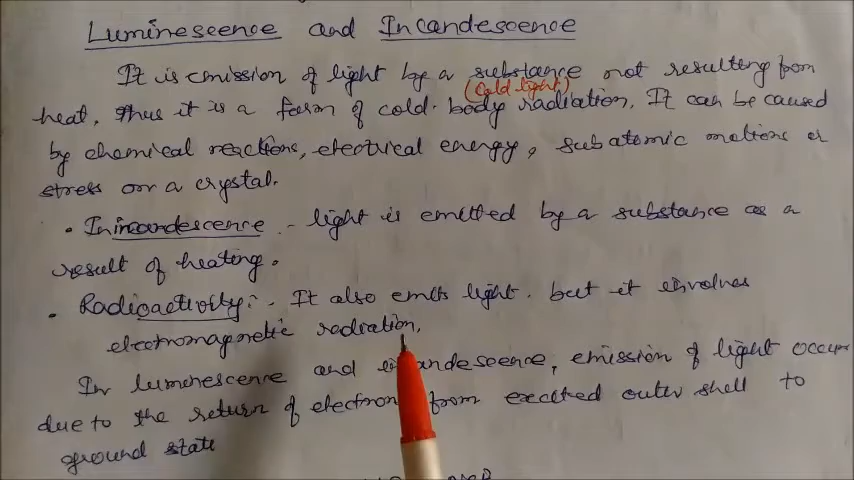 Luminescence and Incandescence
It is emission of light by a substance not resulting from
(Cold light)
heat. Thus it is a form of cold-body radiation. It can be caused
by chemical reactions, electrical energy, subatomic motions or
stress on a crystal.
• Inincandescence - light is emitted by a substance as a
result of heating.
• Radioactivity:- It also emits light. but it involves
electromagnetic radiation.
In luminescence and andescence, emission of light occurs
due to the return of electron from excited outer shell to
ground state